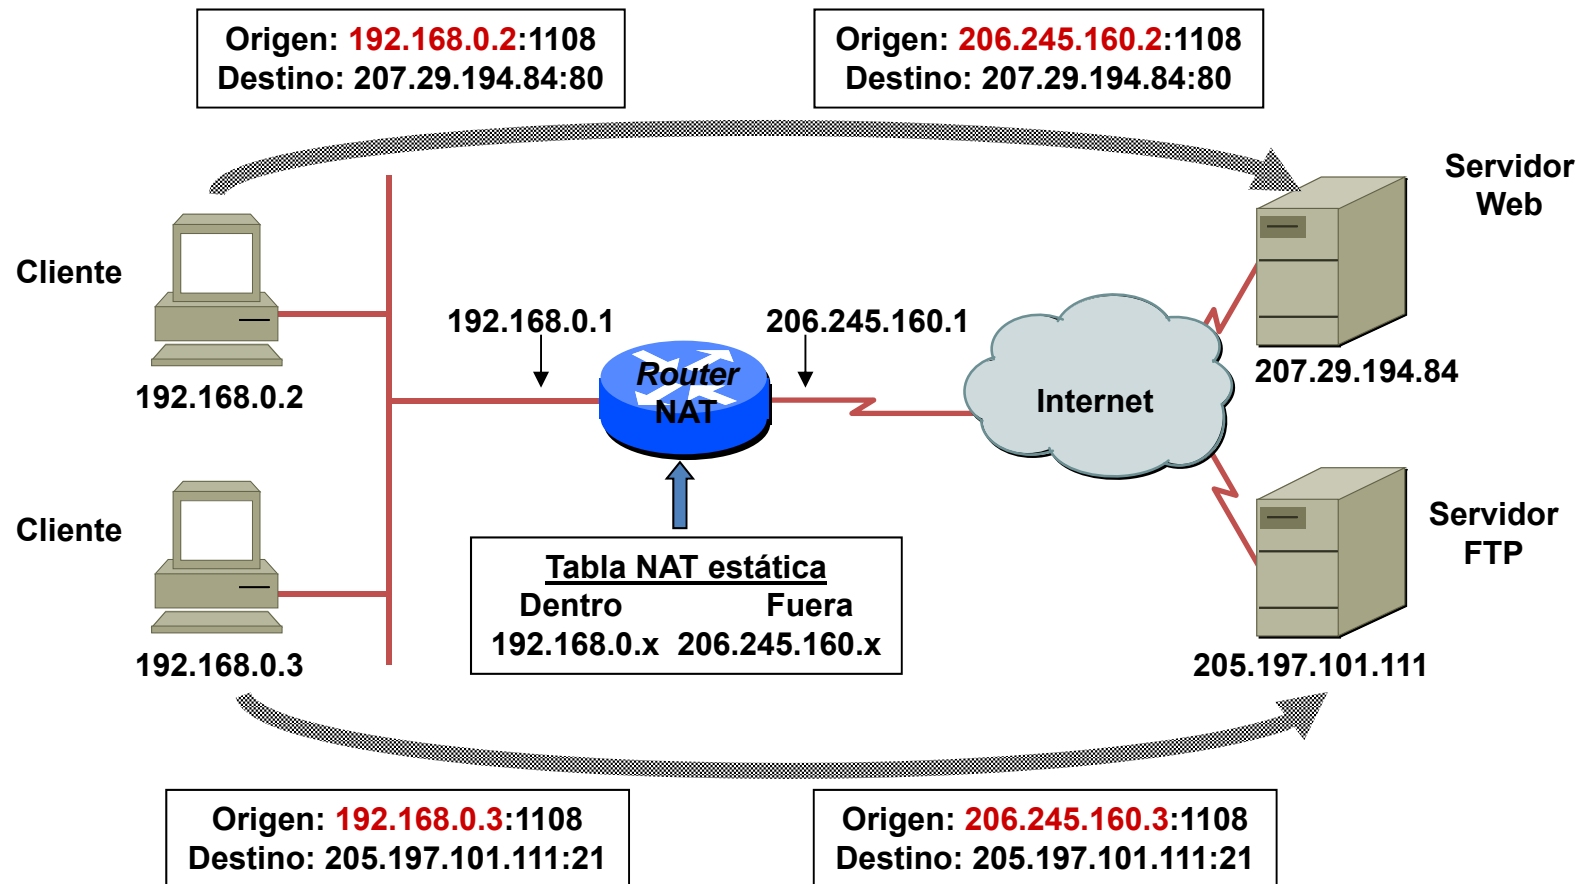 Origen: 192.168.0.2:1108
Destino: 207.29.194.84:80
Origen: 206.245.160.2:1108
Destino: 207.29.194.84:80
Servidor
Web
Cliente
192.168.0.1
206.245.160.1
192.168.0.2
Router
NAT
Internet
207.29.194.84
Cliente
Servidor
FTP
Tabla NAT estática
Dentro Fuera
192.168.0.x 206.245.160.x
192.168.0.3
205.197.101.111
Origen: 192.168.0.3:1108
Destino: 205.197.101.111:21
Origen: 206.245.160.3:1108
Destino: 205.197.101.111:21